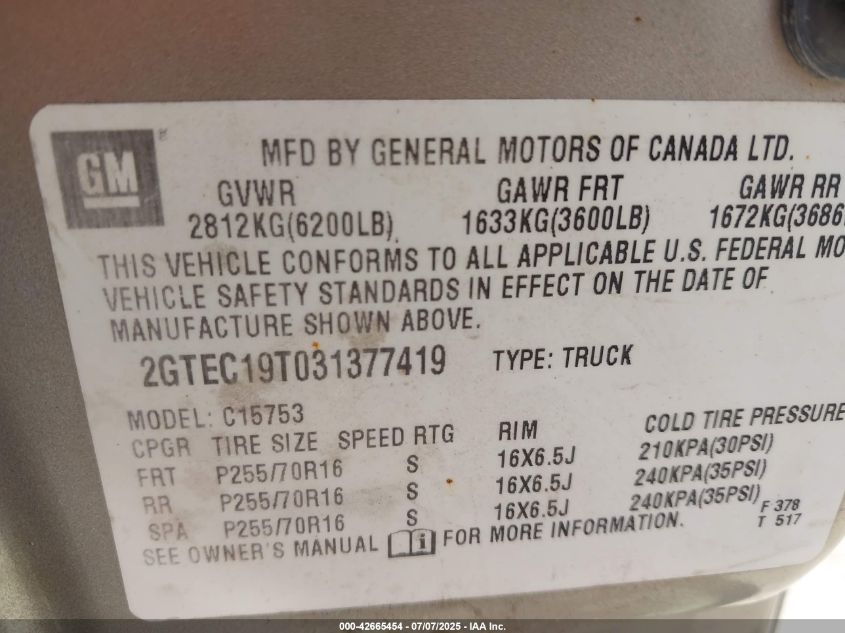 GM
MFD BY GENERAL MOTORS OF CANADA LTD.
GVWR GAWR FRT GAWR RR
2812KG(6200LB) 1633KG(3600LB) 1672KG(3686
THIS VEHICLE CONFORMS TO ALL APPLICABLE U.S. FEDERAL MO
VEHICLE SAFETY STANDARDS IN EFFECT ON THE DATE OF
MANUFACTURE SHOWN ABOVE.
2GTEC19T031377419 TYPE: TRUCK
MODEL: C15753
CPGR TIRE SIZE SPEED RTG RIM COLD TIRE PRESSURE
FRT P255/70R16 S 16X6.5J 210KPA(30PSI)
RR P255/70R16 S 16X6.5J 240KPA(35PSI)
SPA P255/70R16 S 16X6.5J 240KPA(35PSI)
F 378
T 517
SEE OWNER'S MANUAL i FOR MORE INFORMATION.
000-42665454 | 07/07/2025 - IAA Inc.